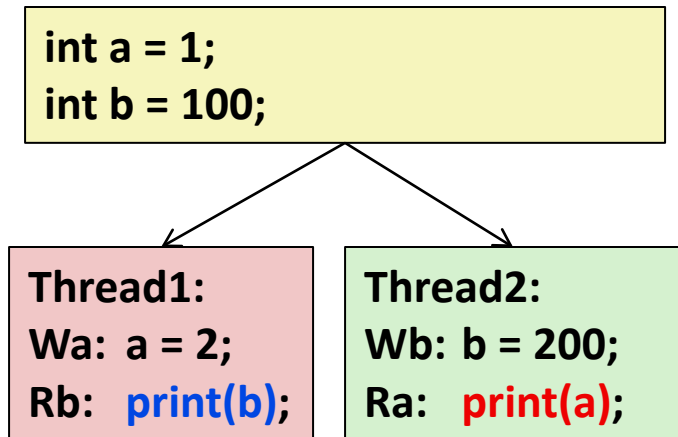 int a = 1;
int b = 100;
Thread1:
Wa: a = 2;
Rb: print(b);
Thread2:
Wb: b = 200;
Ra: print(a);